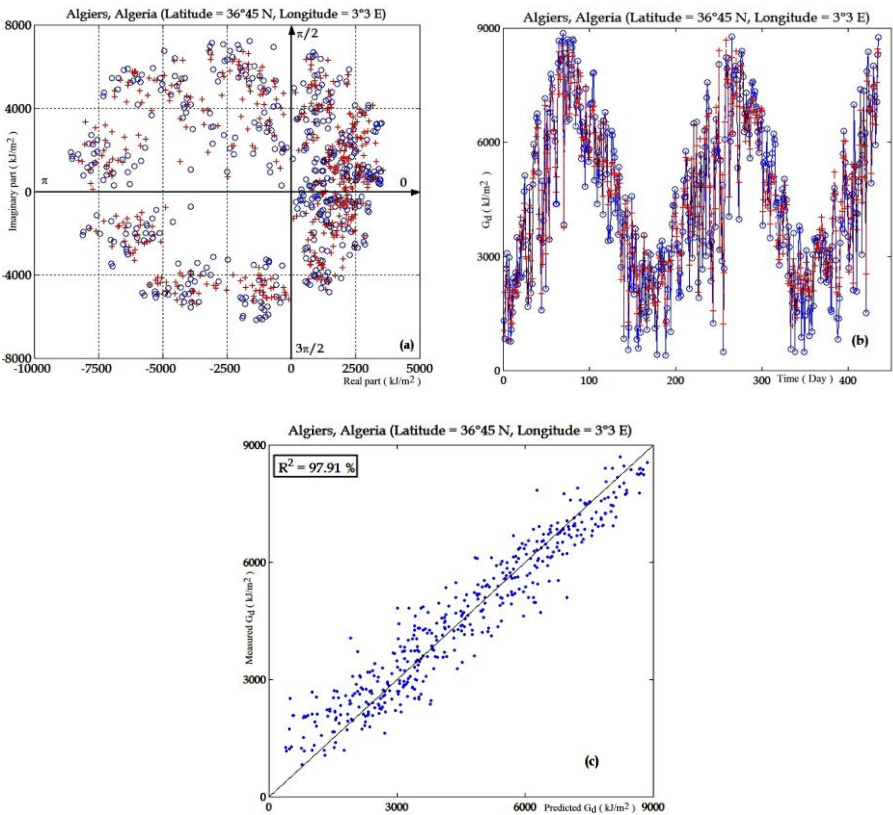 Algiers, Algeria (Latitude = 36°45 N, Longitude = 3°3 E)
8000
4000
0
-4000
-8000
Imaginary part ( kJ/m2 )
π/2
π
0
3π/2
(a)
-10000 -7500 -5000 -2500 0 2500 5000
Real part ( kJ/m2 )
Algiers, Algeria (Latitude = 36°45 N, Longitude = 3°3 E)
9000
6000
3000
0
Gd ( kJ/m2 )
(b)
0 100 200 300 400
Time ( Day )
Algiers, Algeria (Latitude = 36°45 N, Longitude = 3°3 E)
R2 = 97.91 %
9000
6000
3000
0
Measured Gd ( kJ/m2 )
(c)
0 3000 6000 Predicted Gd ( kJ/m2 ) 9000